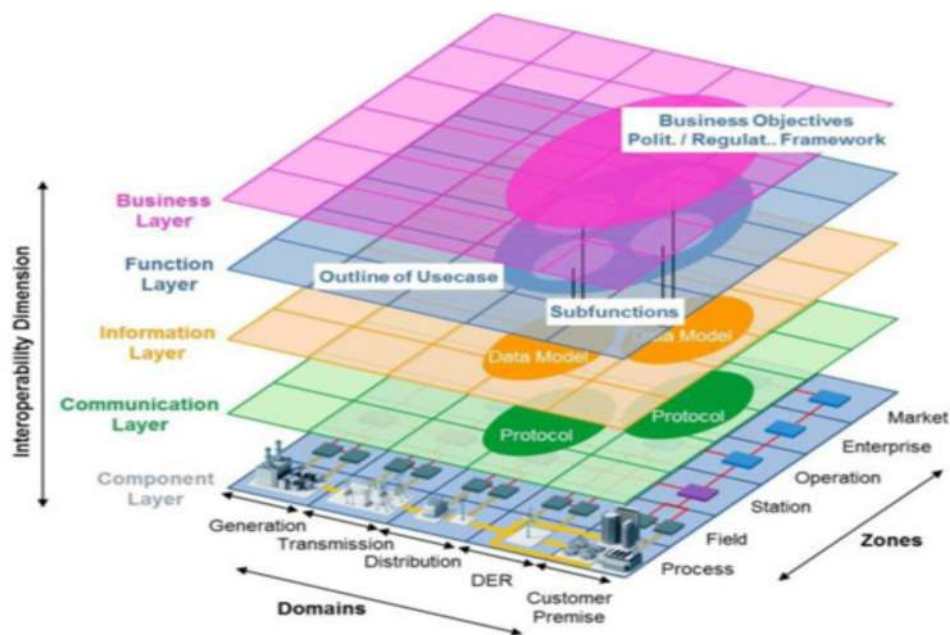 Business Objectives
Polit. / Regulat.. Framework
Business
Layer
Function
Layer
Outline of Usecase
Subfunctions
Information
Layer
Data Model
Data Model
Communication
Layer
Protocol
Protocol
Component
Layer
Interoperability Dimension
Generation
Transmission
Distribution
DER
Customer
Premise
Domains
Market
Enterprise
Operation
Station
Field
Process
Zones